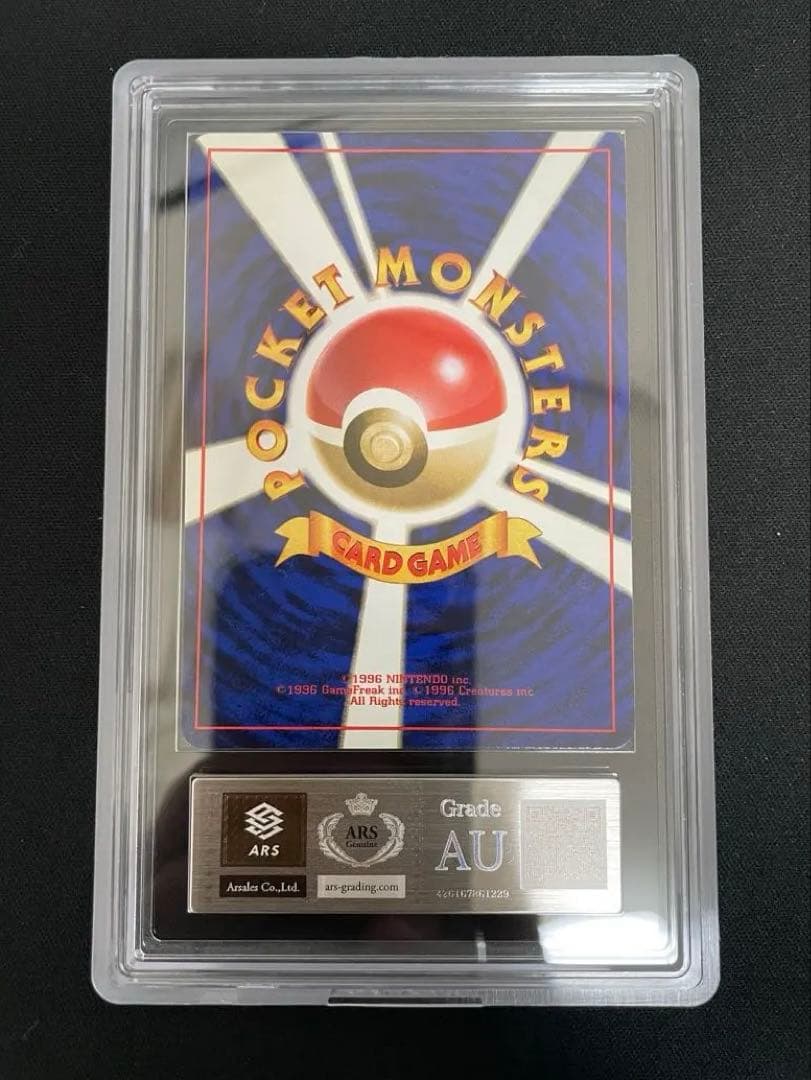 POCKET MONSTERS
CARD GAME
©1996 NINTENDO inc.
©1996 GameFreak inc. ©1996 Creatures inc
All Rights reserved.
ARS
Arsales Co.,Ltd.
ARS
Genuine
ars-grading.com
Grade
AU